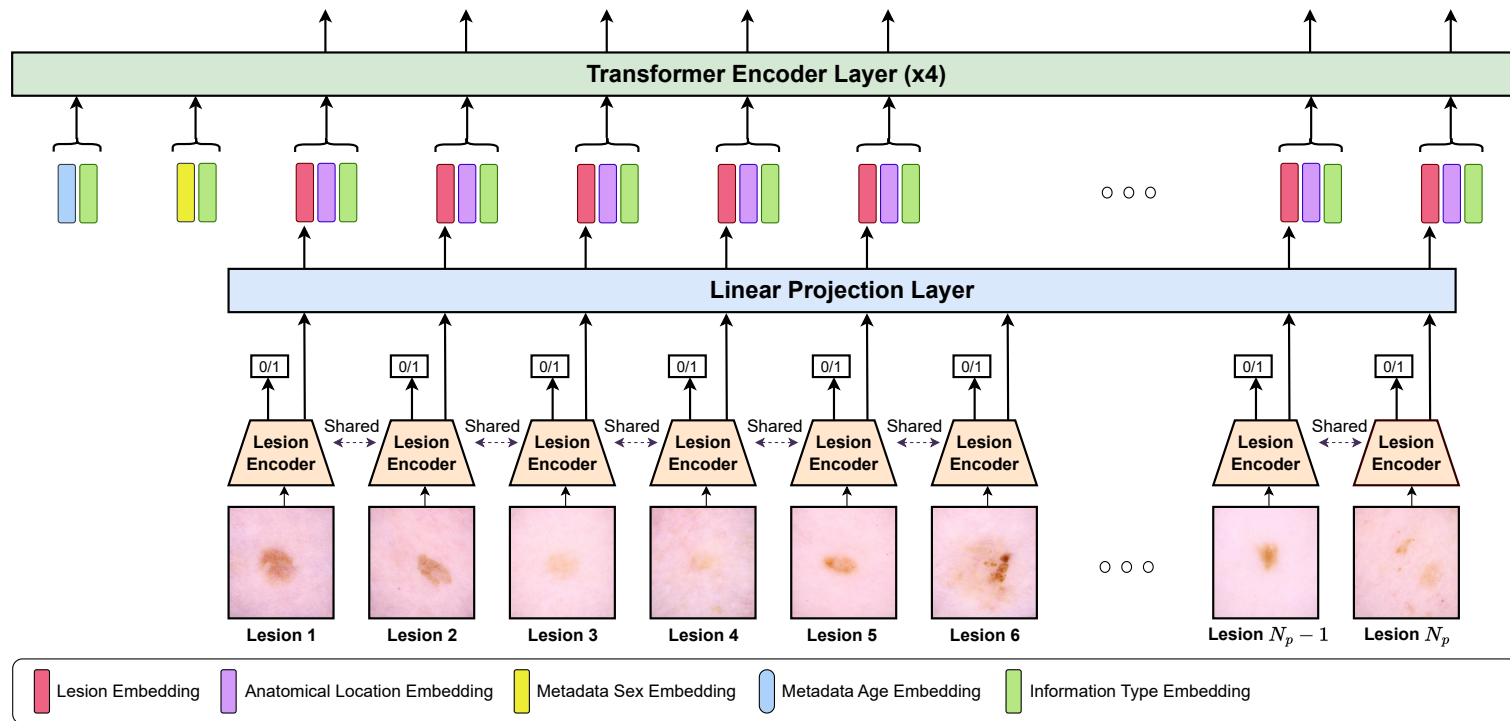 Transformer Encoder Layer (x4)
Linear Projection Layer
0/1 0/1 0/1 0/1 0/1 0/1 0/1 0/1
Shared Shared Shared Shared Shared Shared
Lesion Encoder
Lesion Encoder
Lesion Encoder
Lesion Encoder
Lesion Encoder
Lesion Encoder
Lesion Encoder
Lesion Encoder
Lesion 1 Lesion 2 Lesion 3 Lesion 4 Lesion 5 Lesion 6 Lesion $N_p - 1$ Lesion $N_p$
Lesion Embedding Anatomical Location Embedding Metadata Sex Embedding Metadata Age Embedding Information Type Embedding